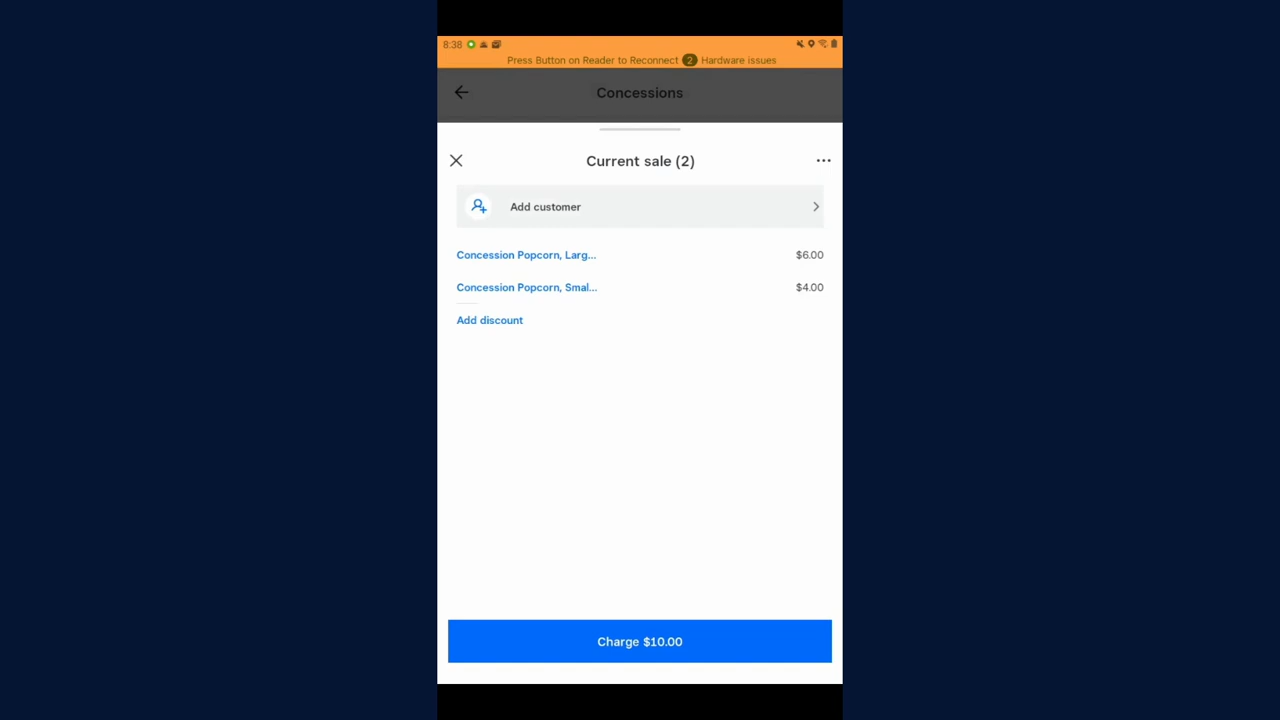 8:38
Press Button on Reader to Reconnect 2 Hardware issues
Concessions
Current sale (2)
Add customer
Concession Popcorn, Larg... $6.00
Concession Popcorn, Smal... $4.00
Add discount
Charge $10.00